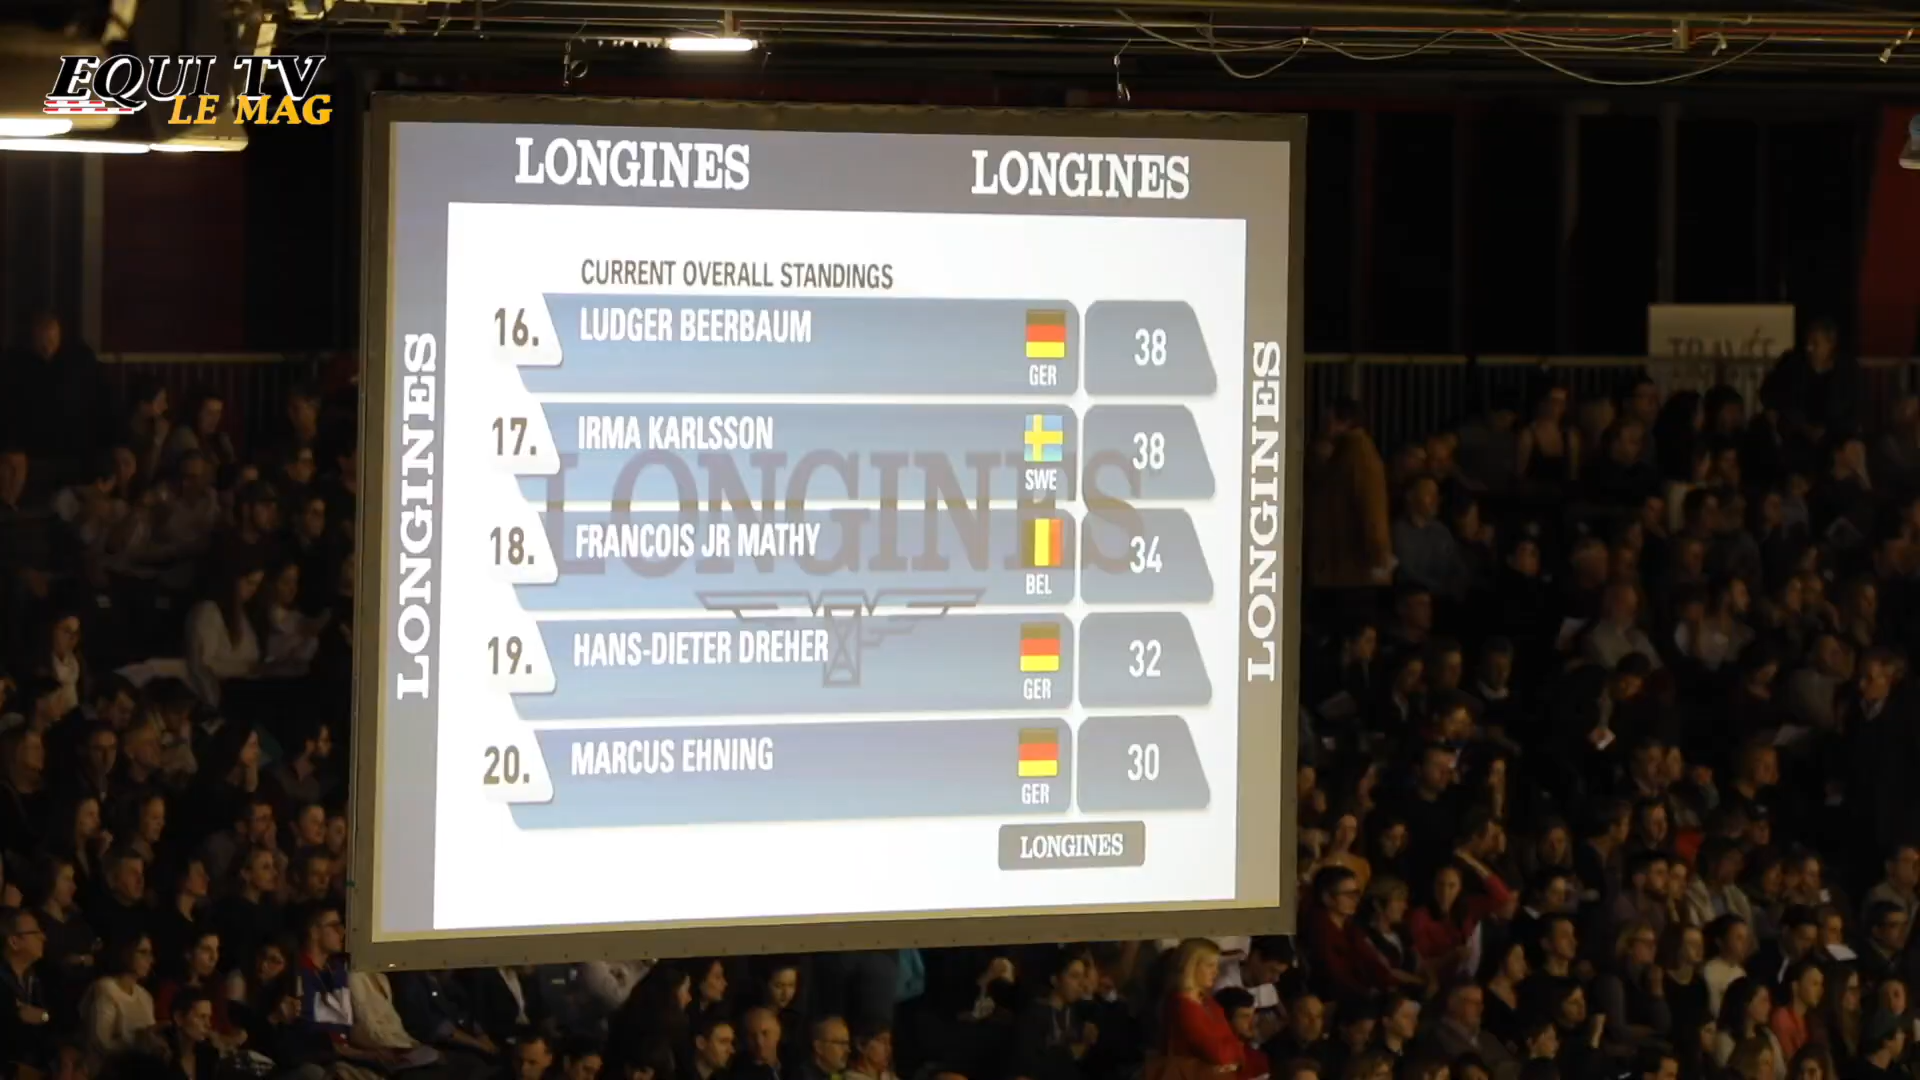 EQUI TV
LE MAG
LONGINES LONGINES
LONGINES
LONGINES
CURRENT OVERALL STANDINGS
16. LUDGER BEERBAUM GER 38
17. IRMA KARLSSON SWE 38
LONGINES
18. FRANCOIS JR MATHY BEL 34
19. HANS-DIETER DREHER GER 32
20. MARCUS EHNING GER 30
LONGINES
TRAVÉE